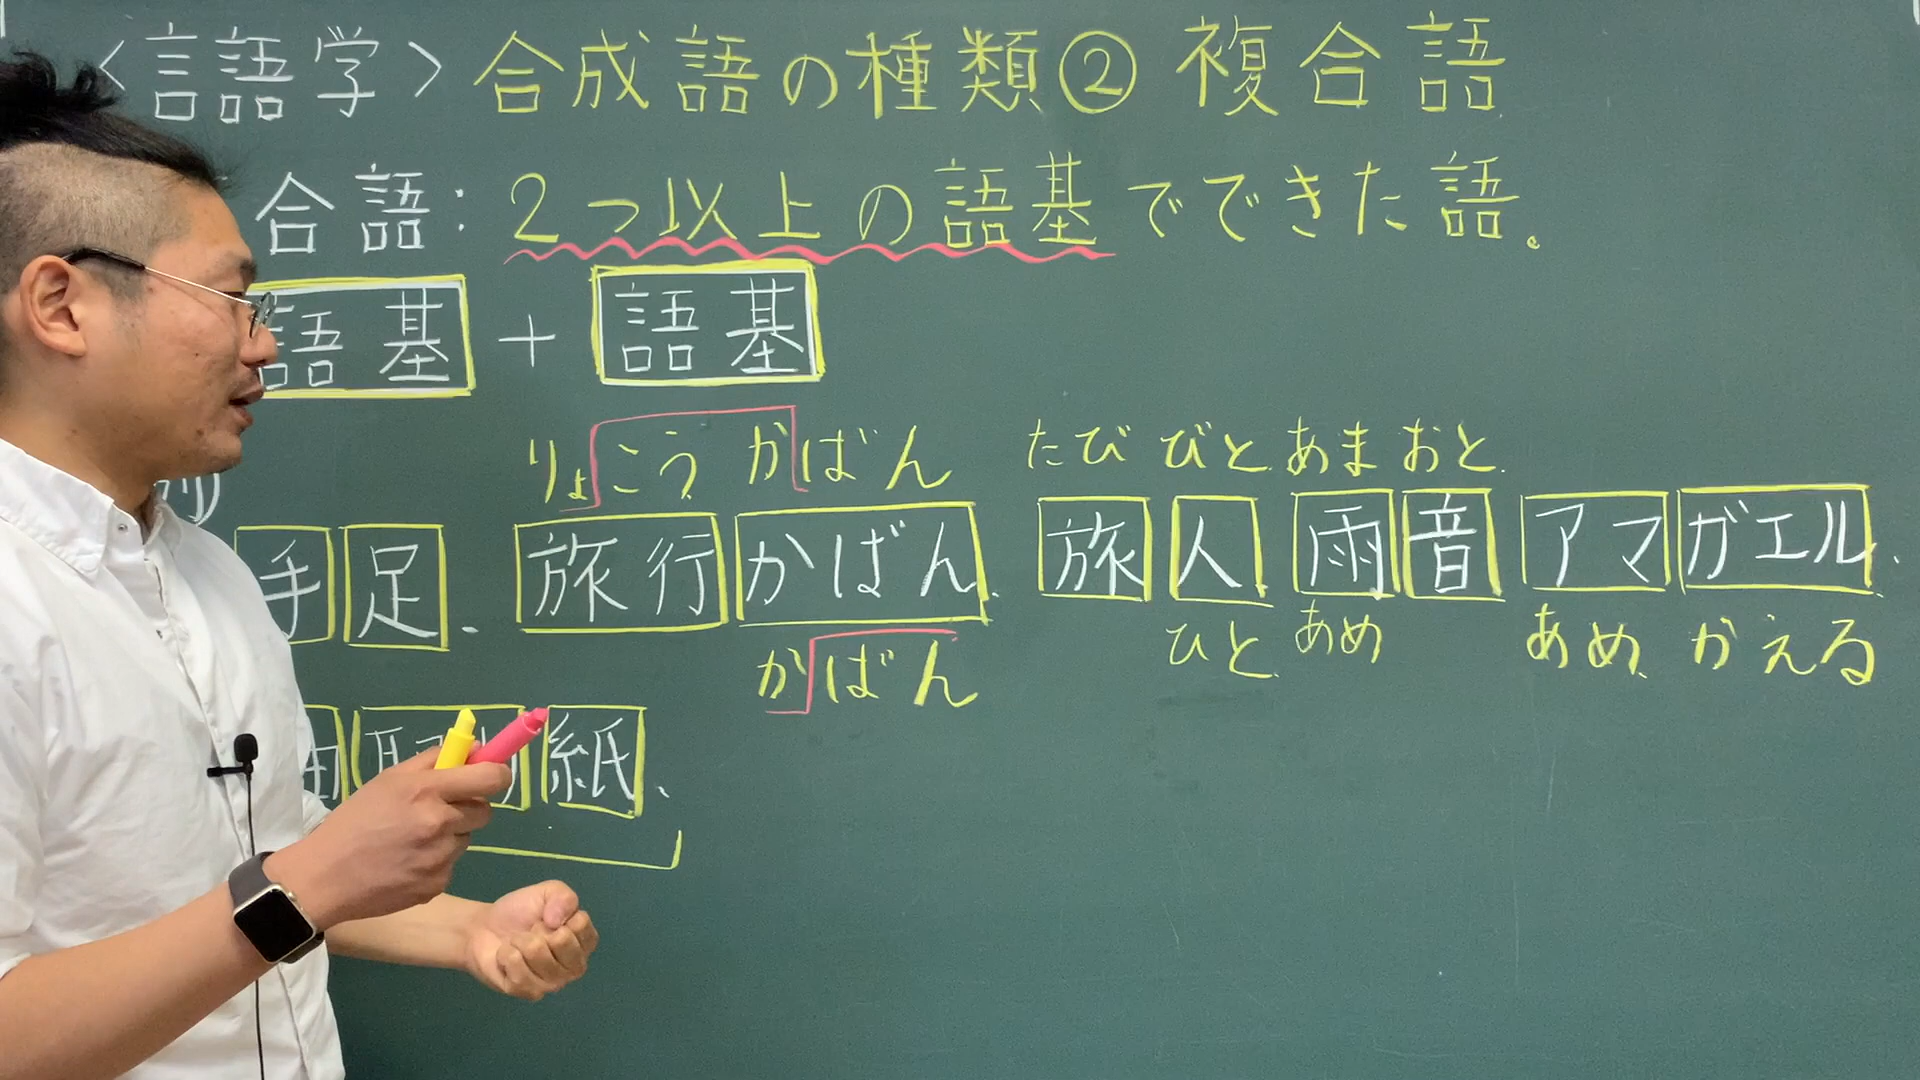 <言語学> 合成語の種類② 複合語
合語: 2つ以上の語基でできた語。
語基 + 語基
りょこうかばん たびびと あまおと
手足. 旅行かばん. 旅人 雨音 アマガエル.
かばん ひと あめ あめ かえる
紙.